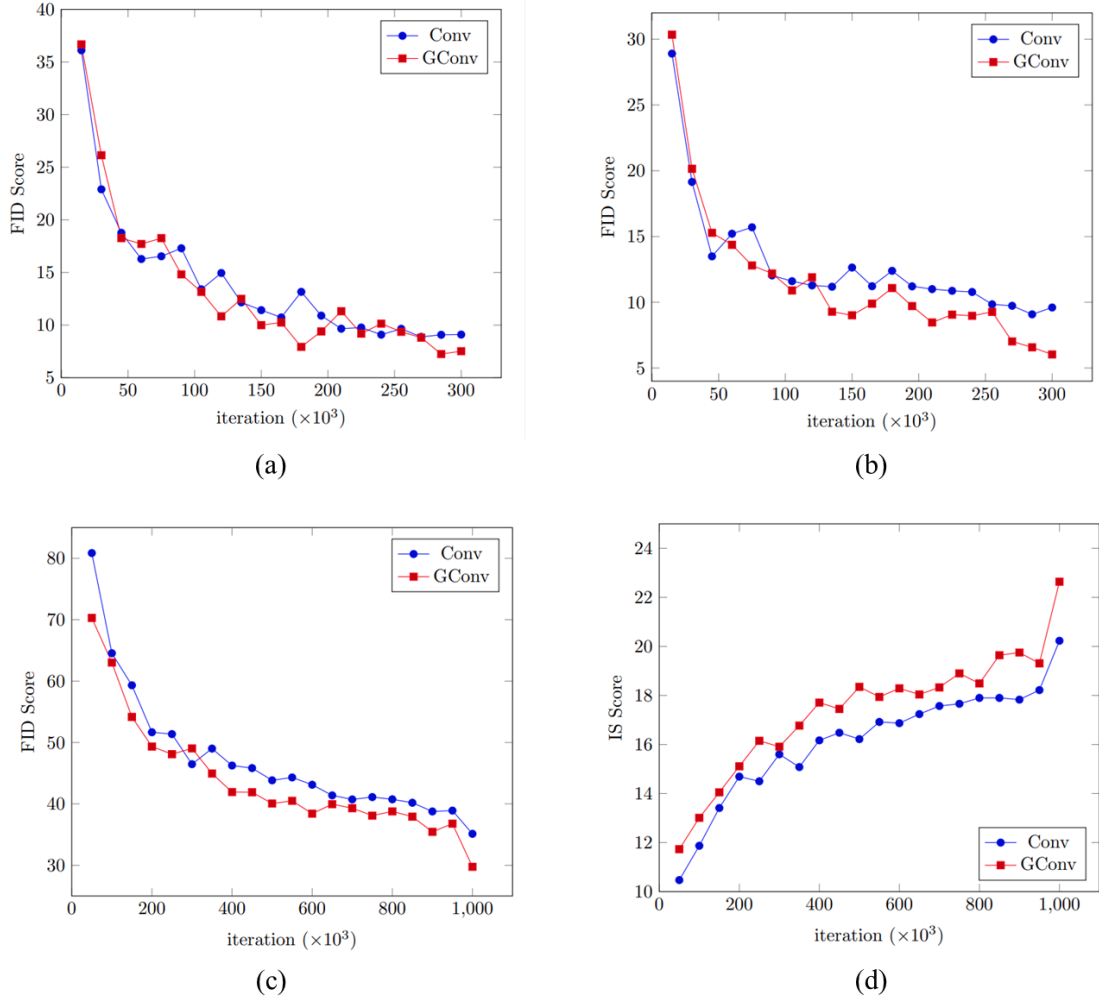 40
35
30
25
20
15
10
5
FID Score
Conv
GConv
0 50 100 150 200 250 300
iteration (×10³)
(a)
30
25
20
15
10
5
FID Score
Conv
GConv
0 50 100 150 200 250 300
iteration (×10³)
(b)
80
70
60
50
40
30
FID Score
Conv
GConv
0 200 400 600 800 1,000
iteration (×10³)
(c)
24
22
20
18
16
14
12
10
IS Score
Conv
GConv
0 200 400 600 800 1,000
iteration (×10³)
(d)